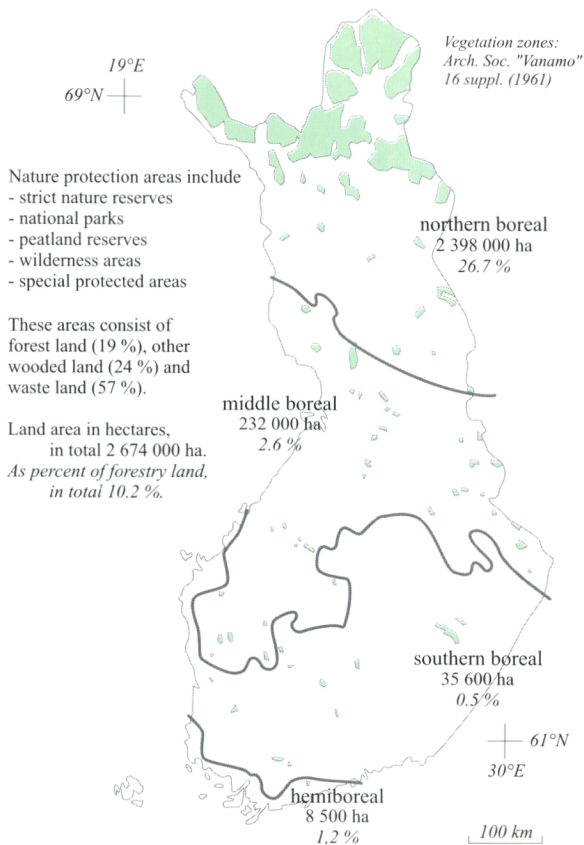 Vegetation zones:
Arch. Soc. "Vanamo"
16 suppl. (1961)
19°E
69°N
Nature protection areas include
- strict nature reserves
- national parks
- peatland reserves
- wilderness areas
- special protected areas
These areas consist of
forest land (19 %), other
wooded land (24 %) and
waste land (57 %).
Land area in hectares,
in total 2 674 000 ha.
As percent of forestry land,
in total 10.2 %.
northern boreal
2 398 000 ha
26.7 %
middle boreal
232 000 ha
2.6 %
southern boreal
35 600 ha
0.5 %
61°N
30°E
hemiboreal
8 500 ha
1,2 %
100 km